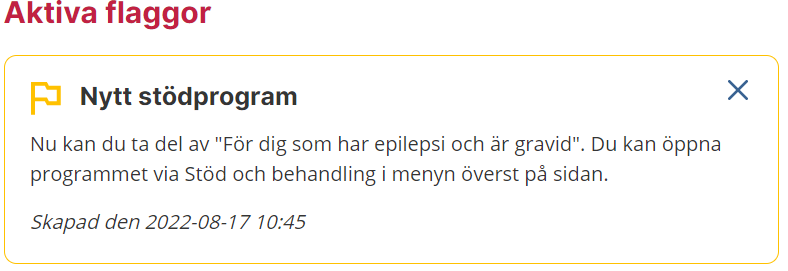 Aktiva flaggor
Nytt stödprogram
Nu kan du ta del av "För dig som har epilepsi och är gravid". Du kan öppna
programmet via Stöd och behandling i menyn överst på sidan.
Skapad den 2022-08-17 10:45